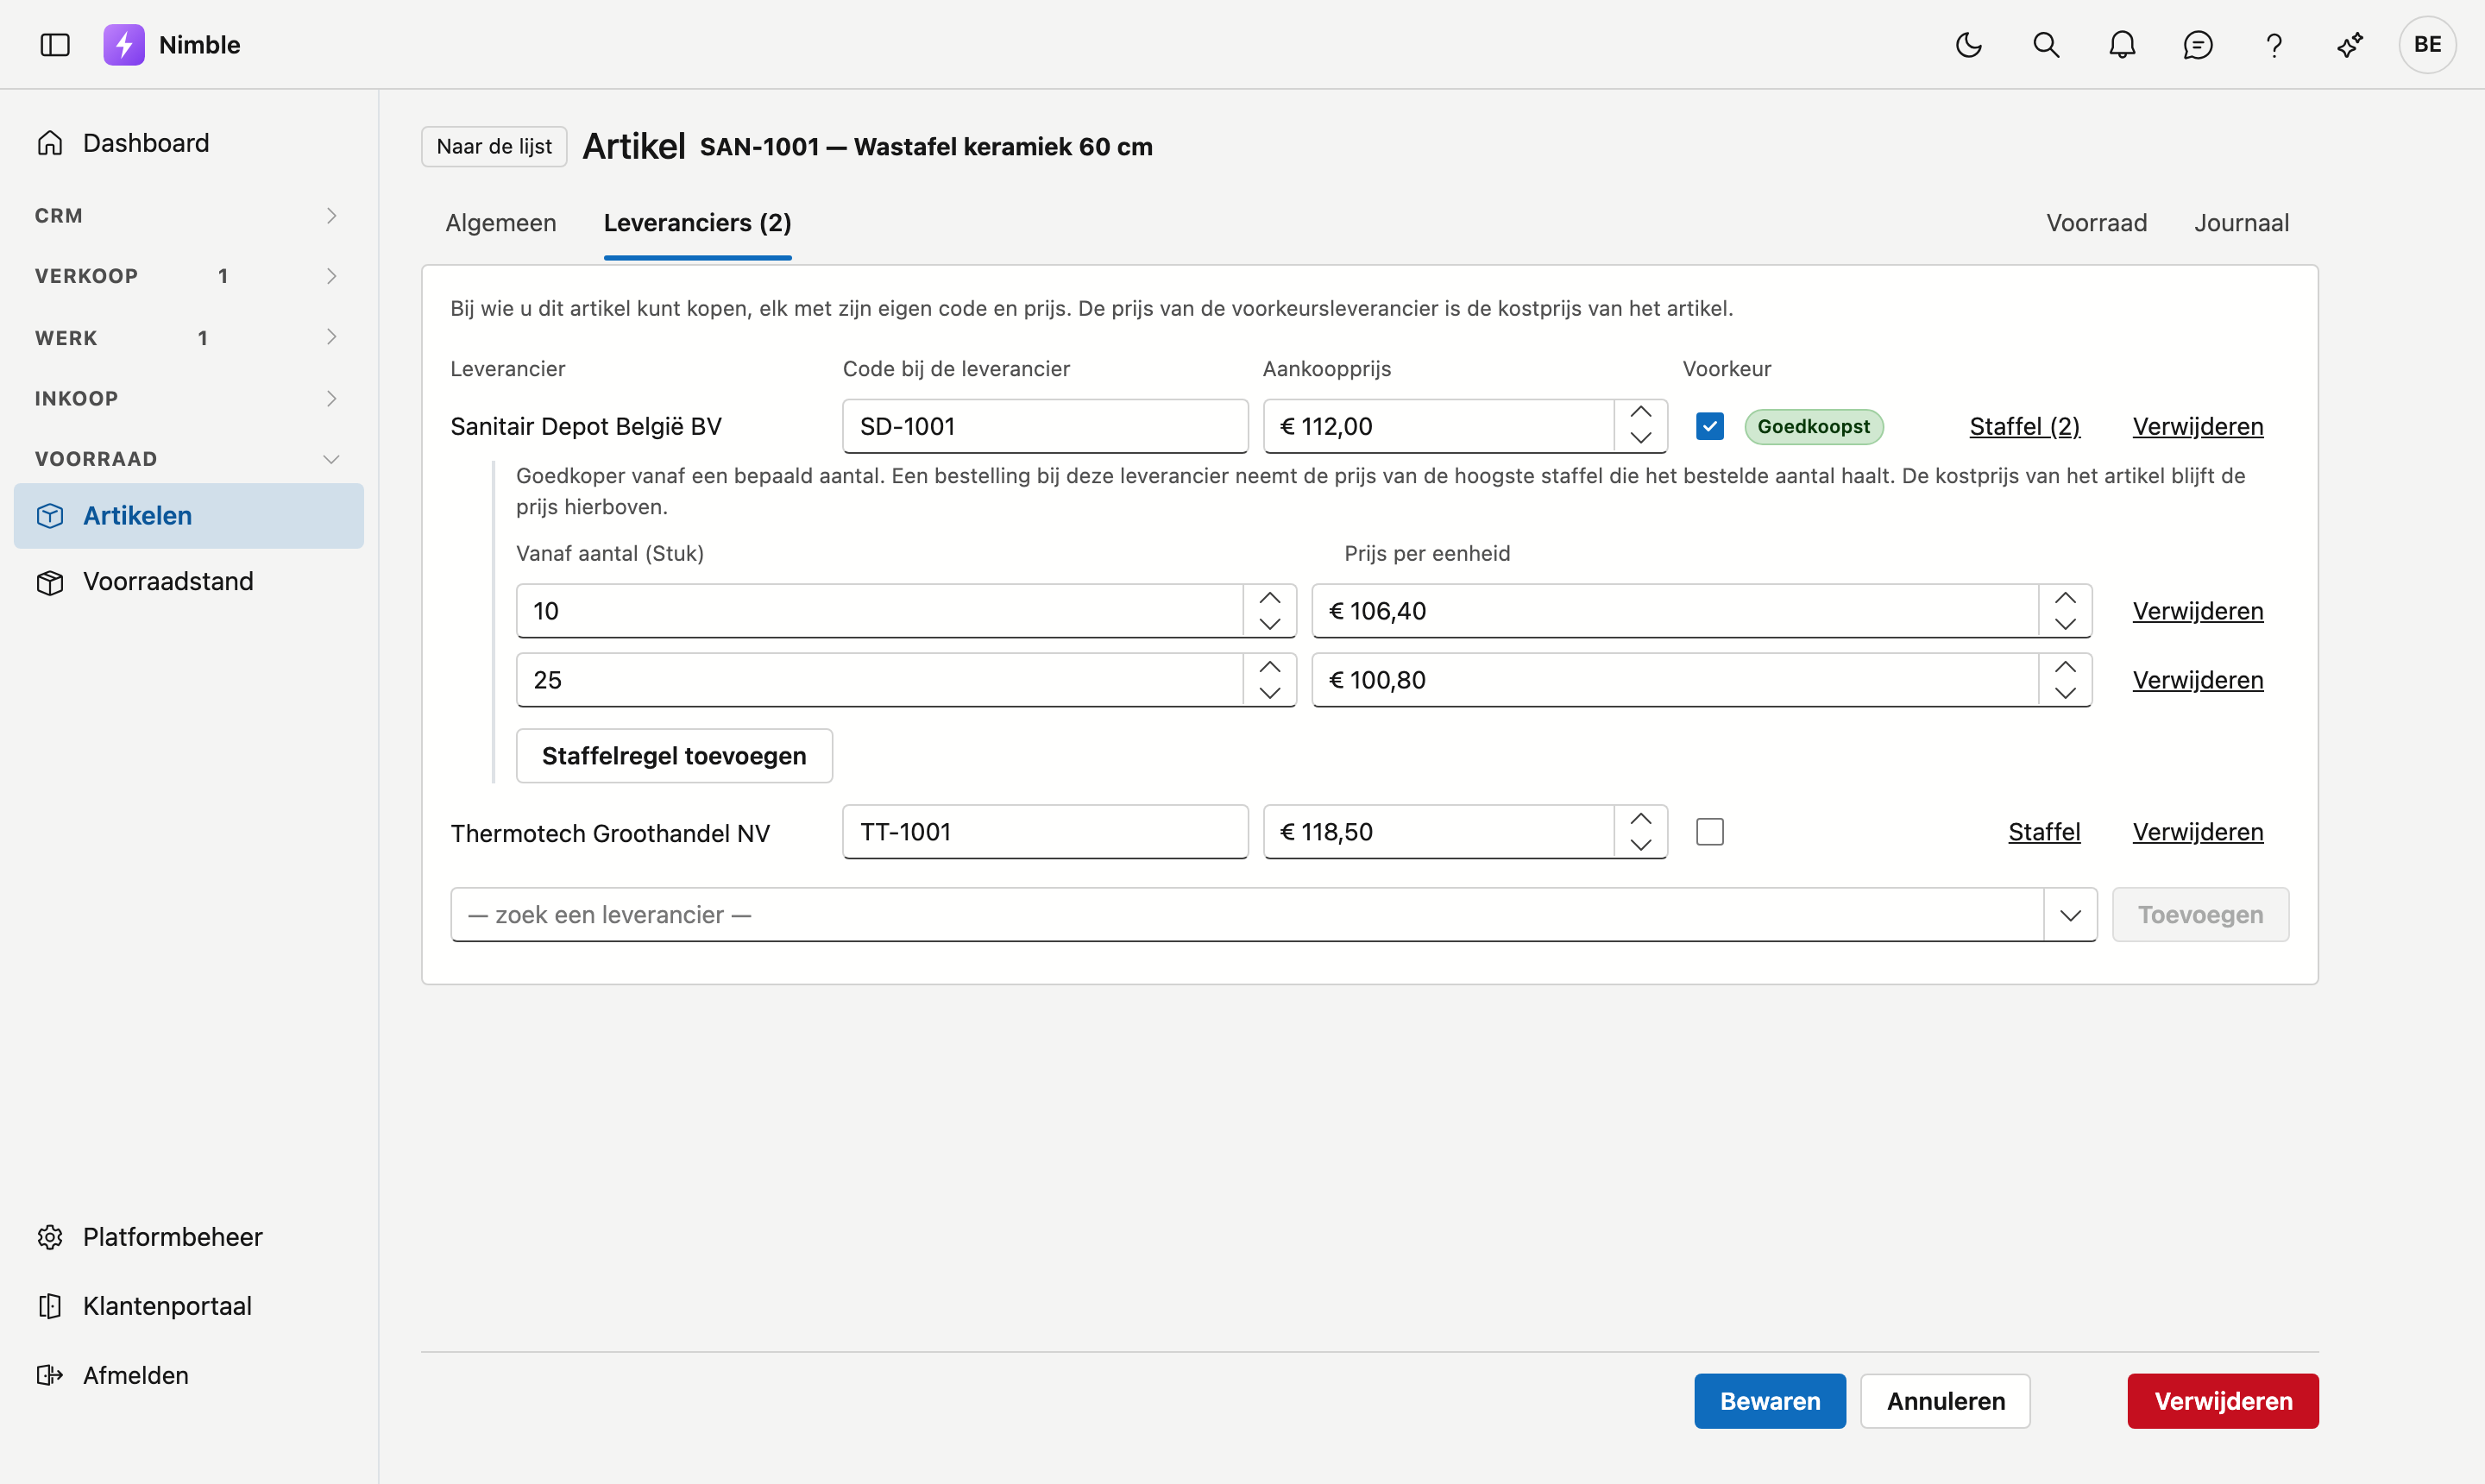 Nimble
BE
Dashboard
CRM
VERKOOP 1
WERK 1
INKOOP
VOORRAAD
Artikelen
Voorraadstand
Platformbeheer
Klantenportaal
Afmelden
Naar de lijst Artikel SAN-1001 — Wastafel keramiek 60 cm
Algemeen Leveranciers (2) Voorraad Journaal
Bij wie u dit artikel kunt kopen, elk met zijn eigen code en prijs. De prijs van de voorkeursleverancier is de kostprijs van het artikel.
Leverancier Code bij de leverancier Aankoopprijs Voorkeur
Sanitair Depot België BV SD-1001 € 112,00 Goedkoopst Staffel (2) Verwijderen
Goedkoper vanaf een bepaald aantal. Een bestelling bij deze leverancier neemt de prijs van de hoogste staffel die het bestelde aantal haalt. De kostprijs van het artikel blijft de
prijs hierboven.
Vanaf aantal (Stuk) Prijs per eenheid
10 € 106,40 Verwijderen
25 € 100,80 Verwijderen
Staffelregel toevoegen
Thermotech Groothandel NV TT-1001 € 118,50 Staffel Verwijderen
— zoek een leverancier — Toevoegen
Bewaren Annuleren Verwijderen